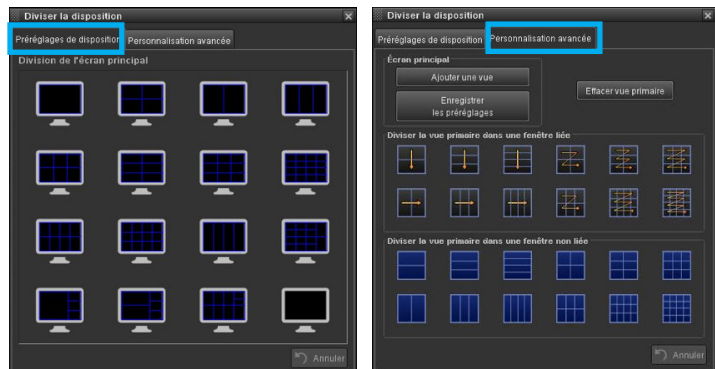 Diviser la disposition
Préréglages de disposition
Personnalisation avancée
Division de l'écran principal
Annuler
Diviser la disposition
Préréglages de disposition
Personnalisation avancée
Écran principal
Ajouter une vue
Enregistrer
les préréglages
Effacer vue primaire
Diviser la vue primaire dans une fenêtre liée
Diviser la vue primaire dans une fenêtre non liée
Annuler